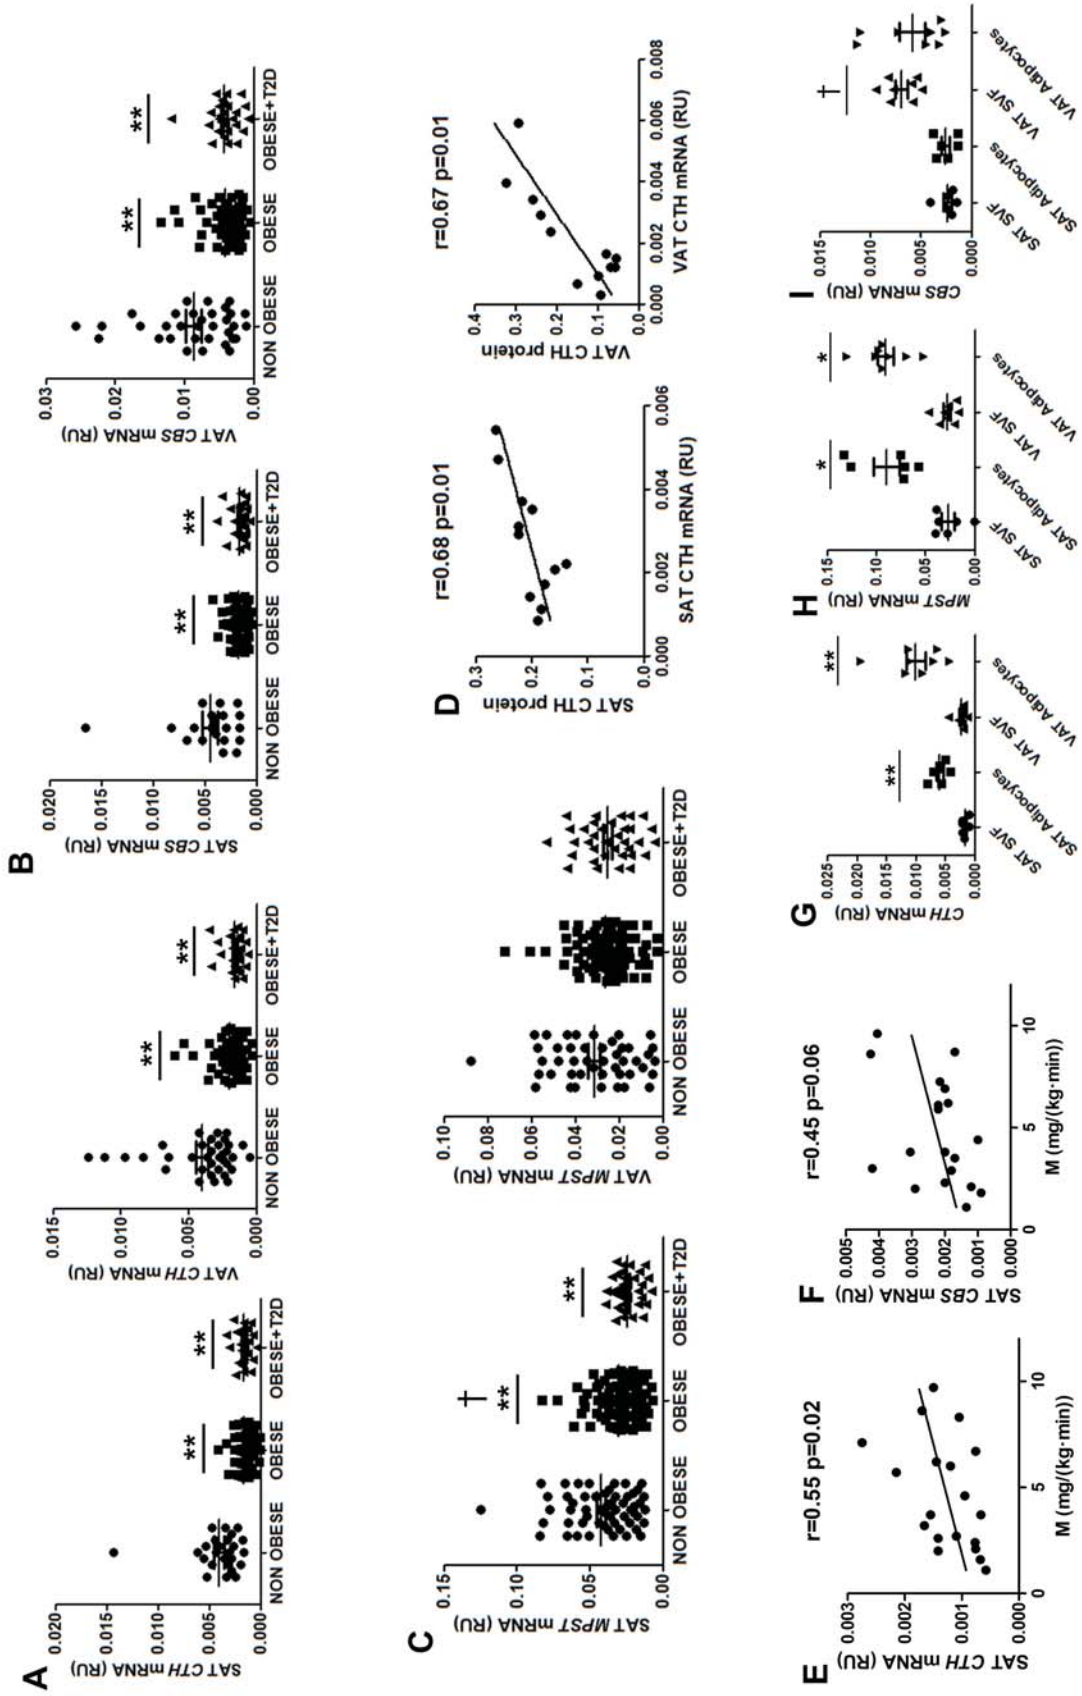 A
SAT CTH mRNA (RU)
0.020
0.015
0.010
0.005
0.000
**
**
NON OBESE
OBESE
OBESE+T2D
VAT CTH mRNA (RU)
0.015
0.010
0.005
0.000
**
**
NON OBESE
OBESE
OBESE+T2D
B
SAT CBS mRNA (RU)
0.020
0.015
0.010
0.005
0.000
**
**
NON OBESE
OBESE
OBESE+T2D
VAT CBS mRNA (RU)
0.03
0.02
0.01
0.00
**
**
NON OBESE
OBESE
OBESE+T2D
C
SAT MPST mRNA (RU)
0.15
0.10
0.05
0.00
†
**
**
NON OBESE
OBESE
OBESE+T2D
VAT MPST mRNA (RU)
0.10
0.08
0.06
0.04
0.02
0.00
NON OBESE
OBESE
OBESE+T2D
D
r=0.68 p=0.01
SAT CTH protein
0.3
0.2
0.1
0.0
0.000
0.002
0.004
0.006
SAT CTH mRNA (RU)
r=0.67 p=0.01
VAT CTH protein
0.4
0.3
0.2
0.1
0.0
0.000
0.002
0.004
0.006
0.008
VAT CTH mRNA (RU)
E
r=0.55 p=0.02
SAT CTH mRNA (RU)
0.003
0.002
0.001
0.000
0
5
10
M (mg/(kg·min))
F
r=0.45 p=0.06
SAT CBS mRNA (RU)
0.005
0.004
0.003
0.002
0.001
0.000
0
5
10
M (mg/(kg·min))
G
CTH mRNA (RU)
0.025
0.020
0.015
0.010
0.005
0.000
**
**
SAT SVF
SAT Adipocytes
VAT SVF
VAT Adipocytes
H
MPST mRNA (RU)
0.15
0.10
0.05
0.00
*
*
SAT SVF
SAT Adipocytes
VAT SVF
VAT Adipocytes
I
CBS mRNA (RU)
0.015
0.010
0.005
0.000
†
SAT SVF
SAT Adipocytes
VAT SVF
VAT Adipocytes